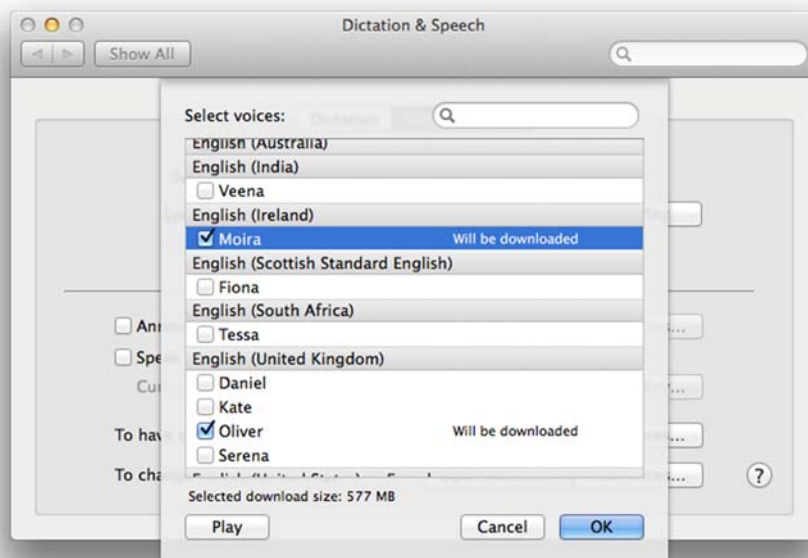 Dictation & Speech
Show All
Select voices:
English (Australia)
English (India)
Veena
English (Ireland)
Moira Will be downloaded
English (Scottish Standard English)
Fiona
English (South Africa)
Tessa
English (United Kingdom)
Daniel
Kate
Oliver Will be downloaded
Serena
Selected download size: 577 MB
Play Cancel OK
To have
?